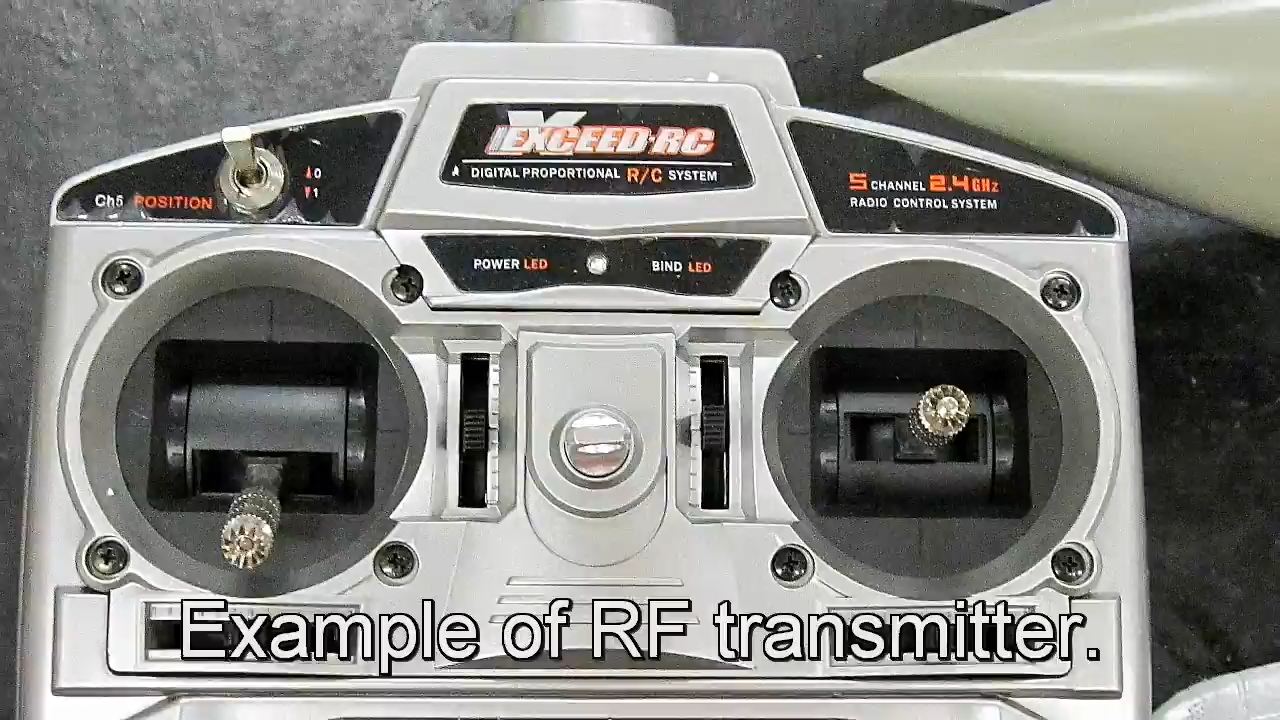 EXCEED-RC
DIGITAL PROPORTIONAL R/C SYSTEM
Ch5 POSITION
0
1
5 CHANNEL 2.4GHz
RADIO CONTROL SYSTEM
POWER LED
BIND LED
Example of RF transmitter.